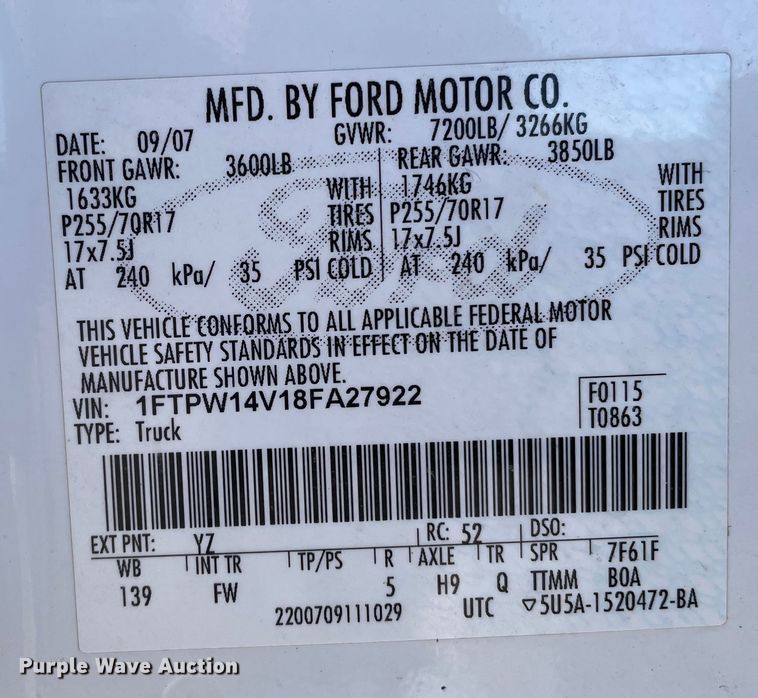 MFD. BY FORD MOTOR CO.
DATE: 09/07 GVWR: 7200LB/ 3266KG
FRONT GAWR: 3600LB REAR GAWR: 3850LB
1633KG WITH 1746KG WITH
P255/70R17 TIRES P255/70R17 TIRES
17x7.5J RIMS 17x7.5J RIMS
AT 240 kPa/ 35 PSI COLD AT 240 kPa/ 35 PSI COLD
Ford
THIS VEHICLE CONFORMS TO ALL APPLICABLE FEDERAL MOTOR
VEHICLE SAFETY STANDARDS IN EFFECT ON THE DATE OF
MANUFACTURE SHOWN ABOVE.
VIN: 1FTPW14V18FA27922 F0115
TYPE: Truck T0863
EXT PNT: YZ RC: 52 DSO:
WB INT TR TP/PS R AXLE TR SPR 7F61F
139 FW 5 H9 Q TTMM BOA
2200709111029 UTC ▽5U5A-1520472-BA
Purple Wave Auction